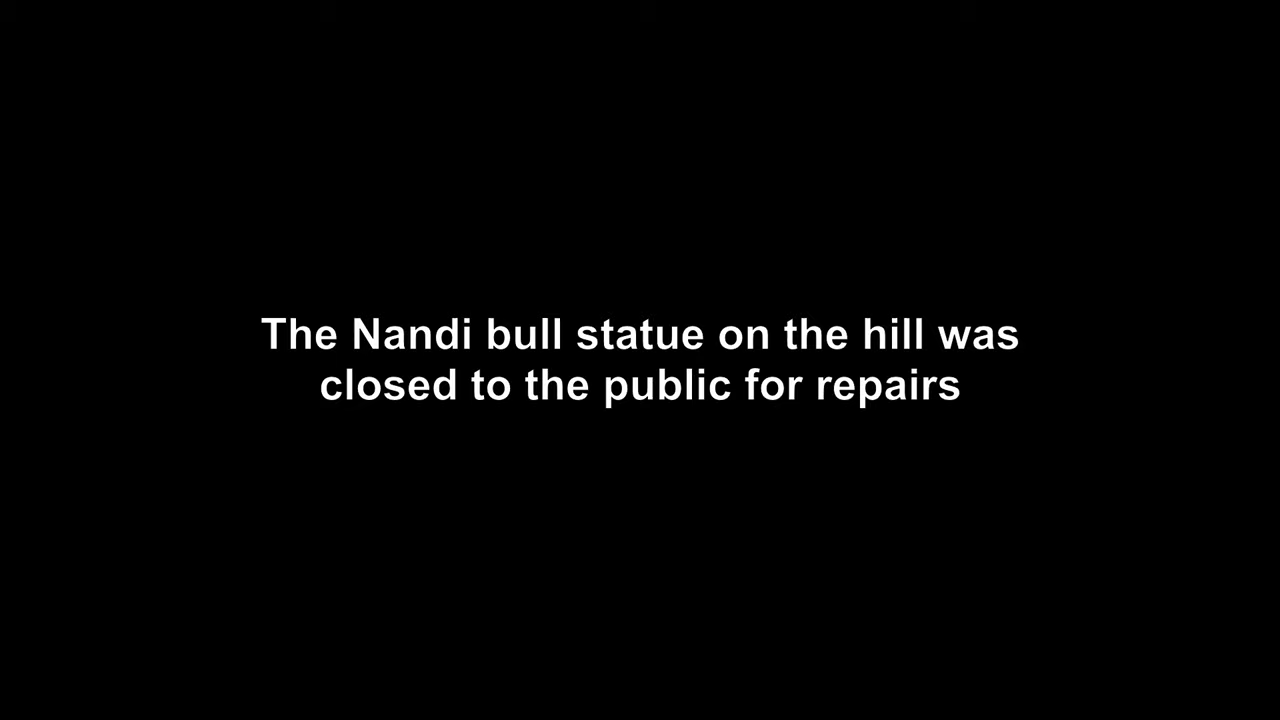 The Nandi bull statue on the hill was
closed to the public for repairs